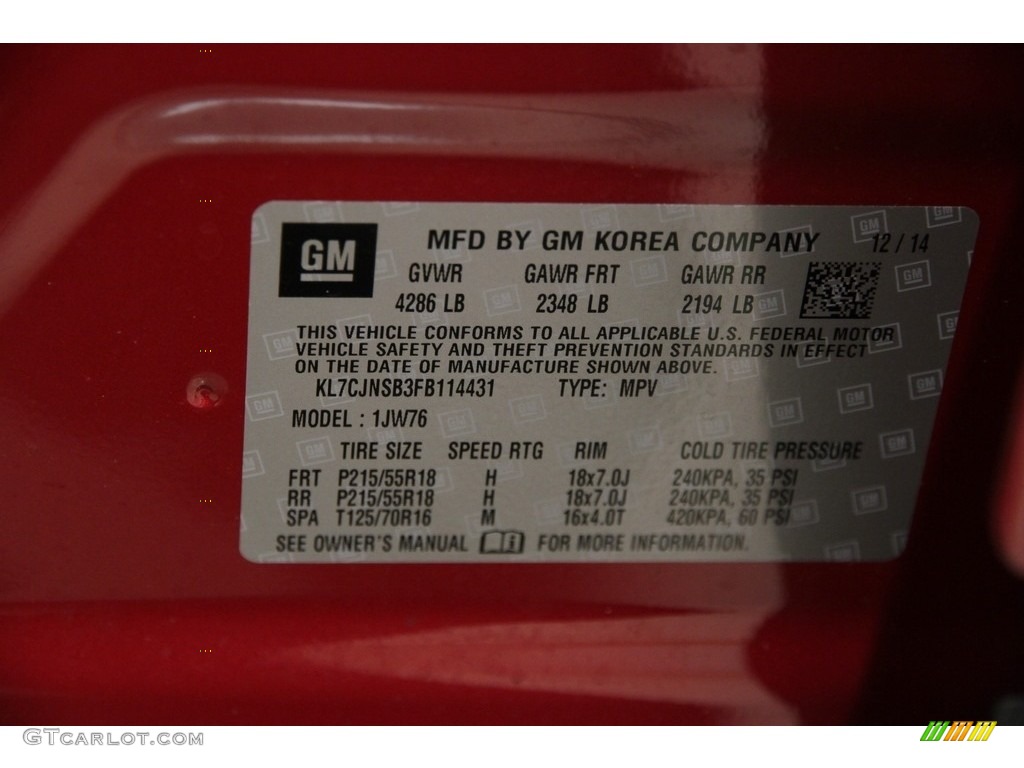 GM
MFD BY GM KOREA COMPANY 12/14
GVWR GAWR FRT GAWR RR
4286 LB 2348 LB 2194 LB
THIS VEHICLE CONFORMS TO ALL APPLICABLE U.S. FEDERAL MOTOR
VEHICLE SAFETY AND THEFT PREVENTION STANDARDS IN EFFECT
ON THE DATE OF MANUFACTURE SHOWN ABOVE.
KL7CJNSB3FB114431 TYPE: MPV
MODEL : 1JW76
TIRE SIZE SPEED RTG RIM COLD TIRE PRESSURE
FRT P215/55R18 H 18x7.0J 240KPA, 35 PSI
RR P215/55R18 H 18x7.0J 240KPA, 35 PSI
SPA T125/70R16 M 16x4.0T 420KPA, 60 PSI
SEE OWNER'S MANUAL FOR MORE INFORMATION.
GTcarlot.com